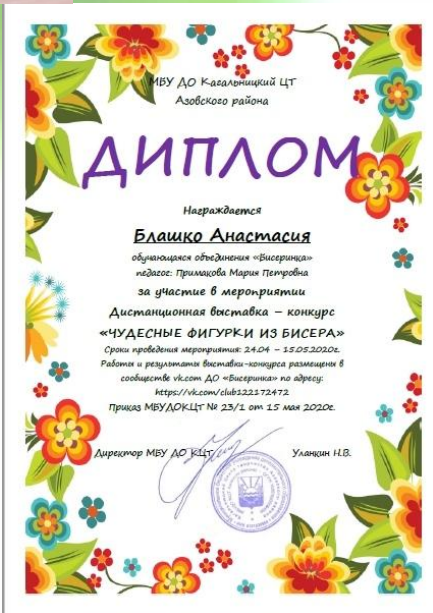 МБУ ДО Кагальницкий ЦТ
Азовского района
ДИПЛОМ
Награждается
Блашко Анастасия
обучающаяся объединения «Бисеринка»
педагог: Примакова Мария Петровна
за участие в мероприятии
Дистанционная выставка – конкурс
«ЧУДЕСНЫЕ ФИГУРКИ ИЗ БИСЕРА»
Сроки проведения мероприятия: 24.04 – 15.05.2020г.
Работы и результаты выставки-конкурса размещены в
сообществе vk.com ДО «Бисеринка» по адресу:
https://vk.com/club122172472
Приказ МБУДОКЦТ № 23/1 от 15 мая 2020г.
Директор МБУ ДО КЦТ Уланкин Н.В.